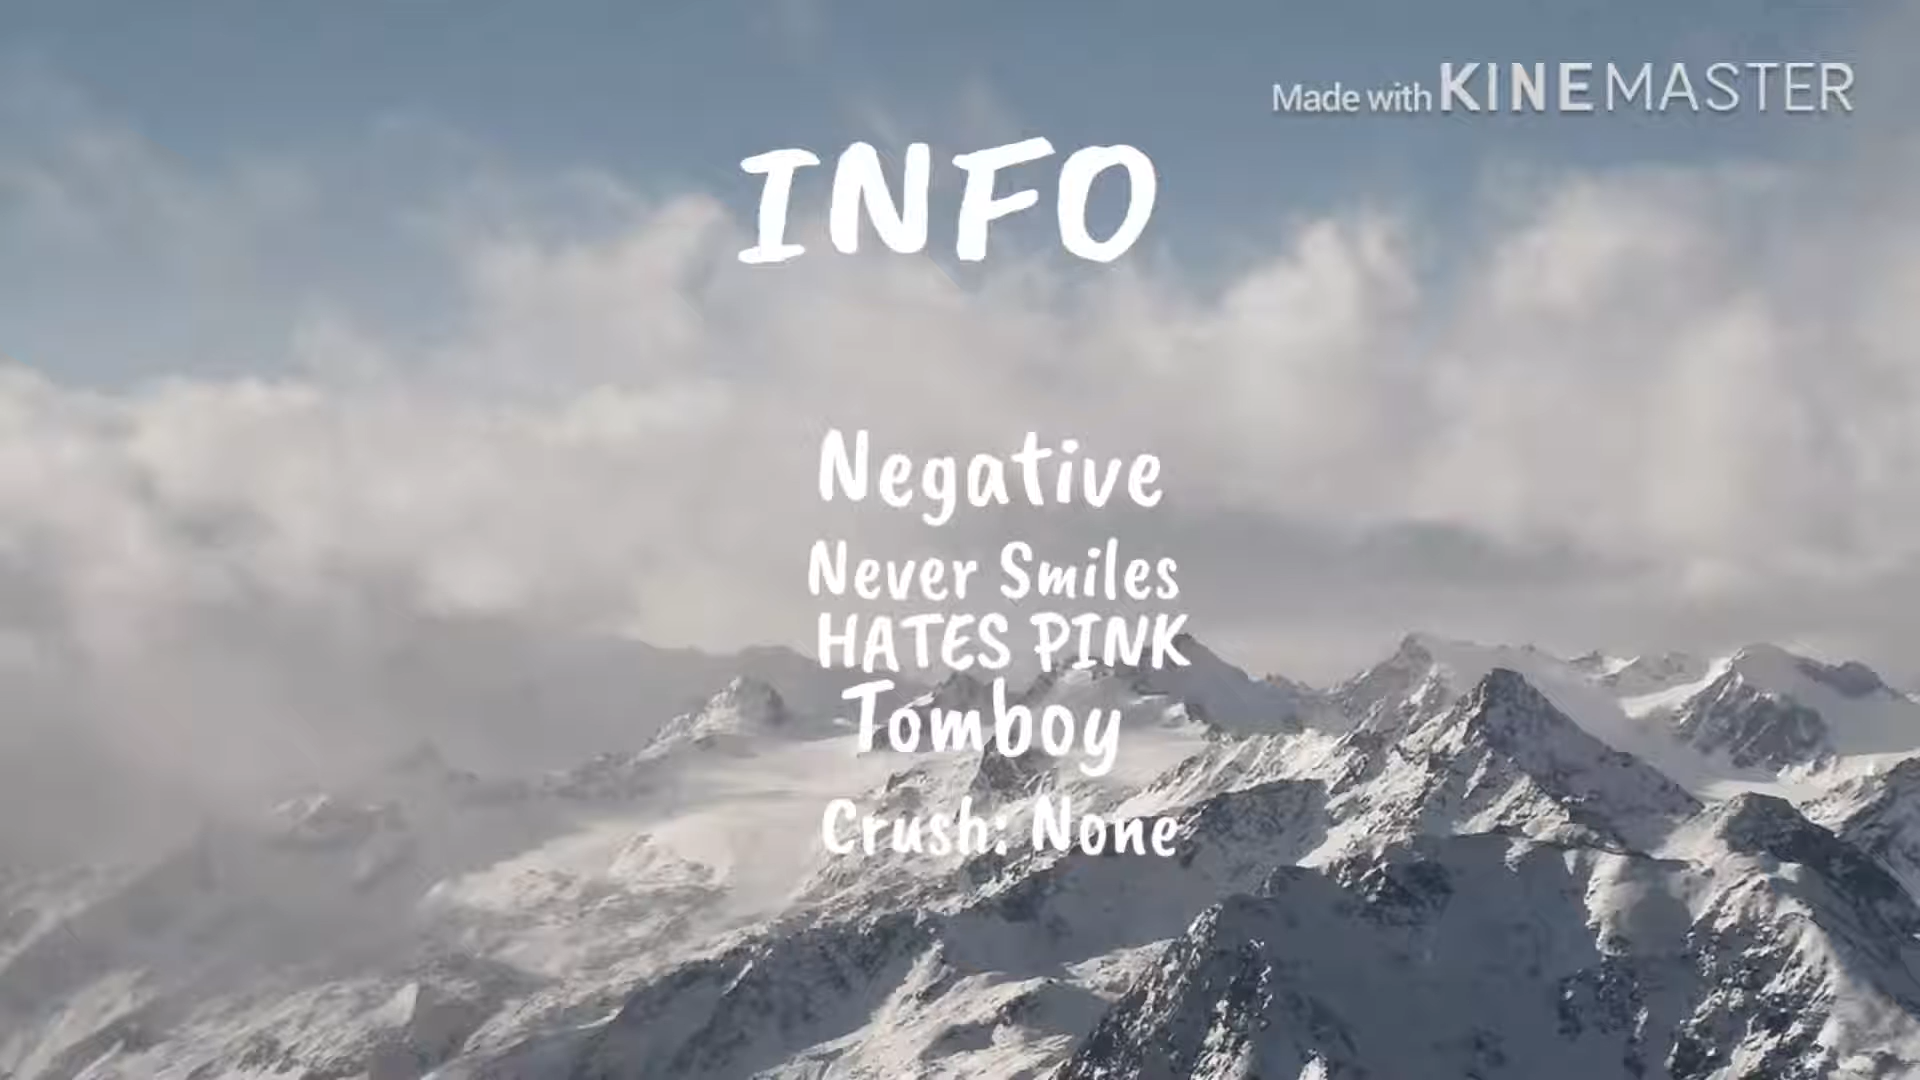 Made with KINEMASTER
INFO
Negative
Never Smiles
HATES PINK
Tomboy
Crush: None